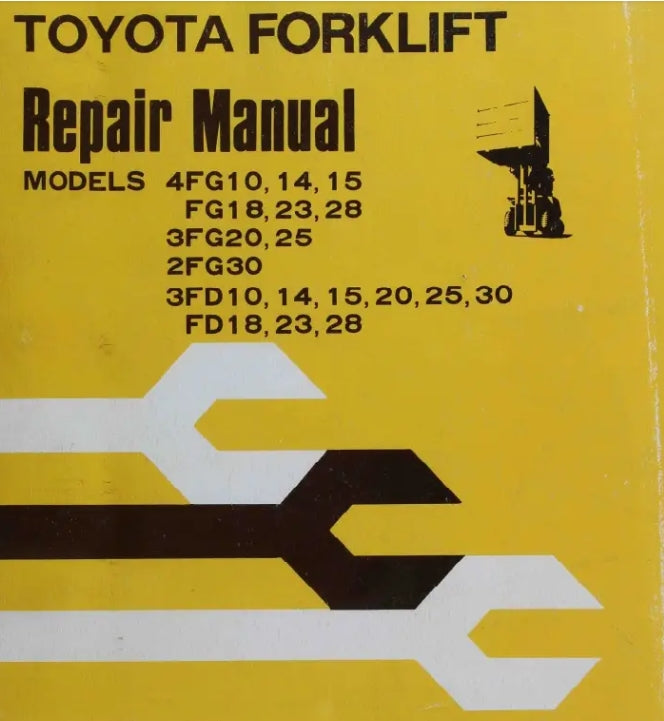 TOYOTA FORKLIFT
Repair Manual
MODELS 4FG10, 14, 15
FG18, 23, 28
3FG20, 25
2FG30
3FD10, 14, 15, 20, 25, 30
FD18, 23, 28